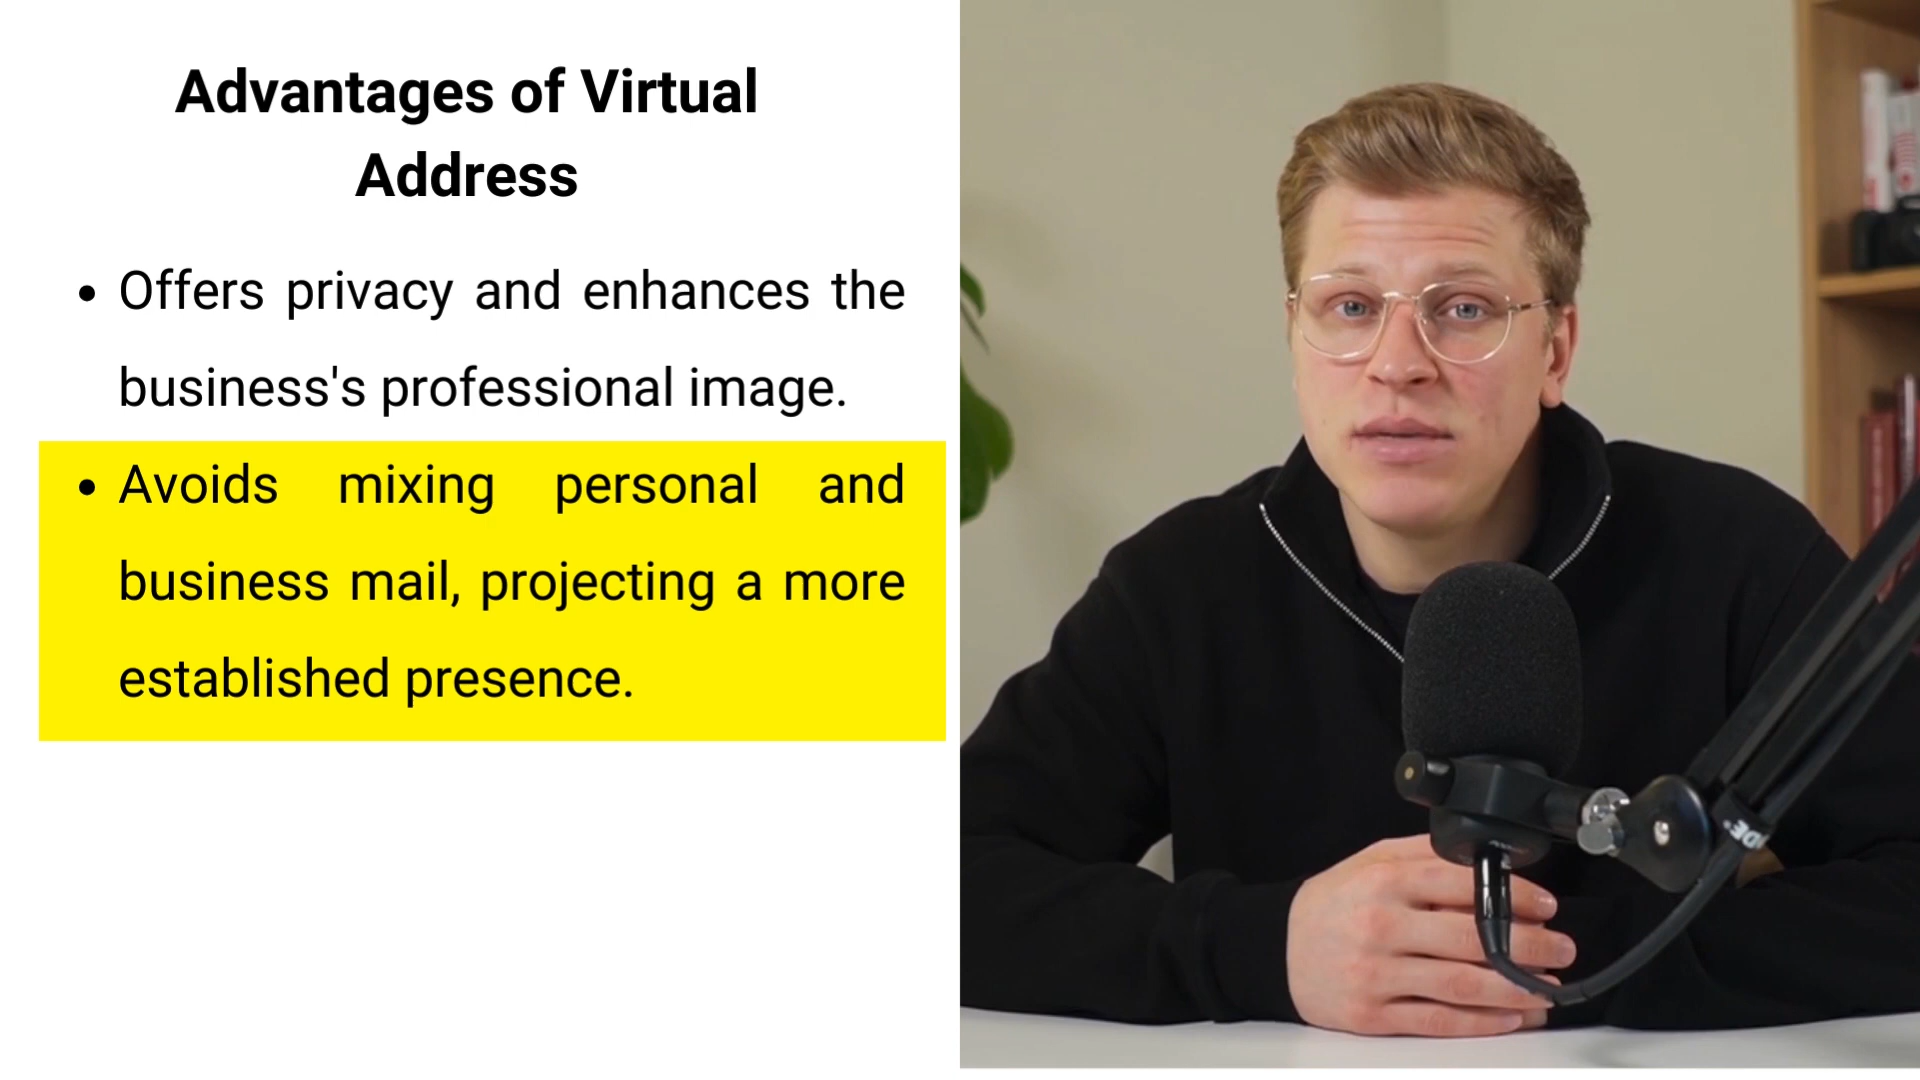 Advantages of Virtual
Address
• Offers privacy and enhances the
business's professional image.
• Avoids mixing personal and
business mail, projecting a more
established presence.